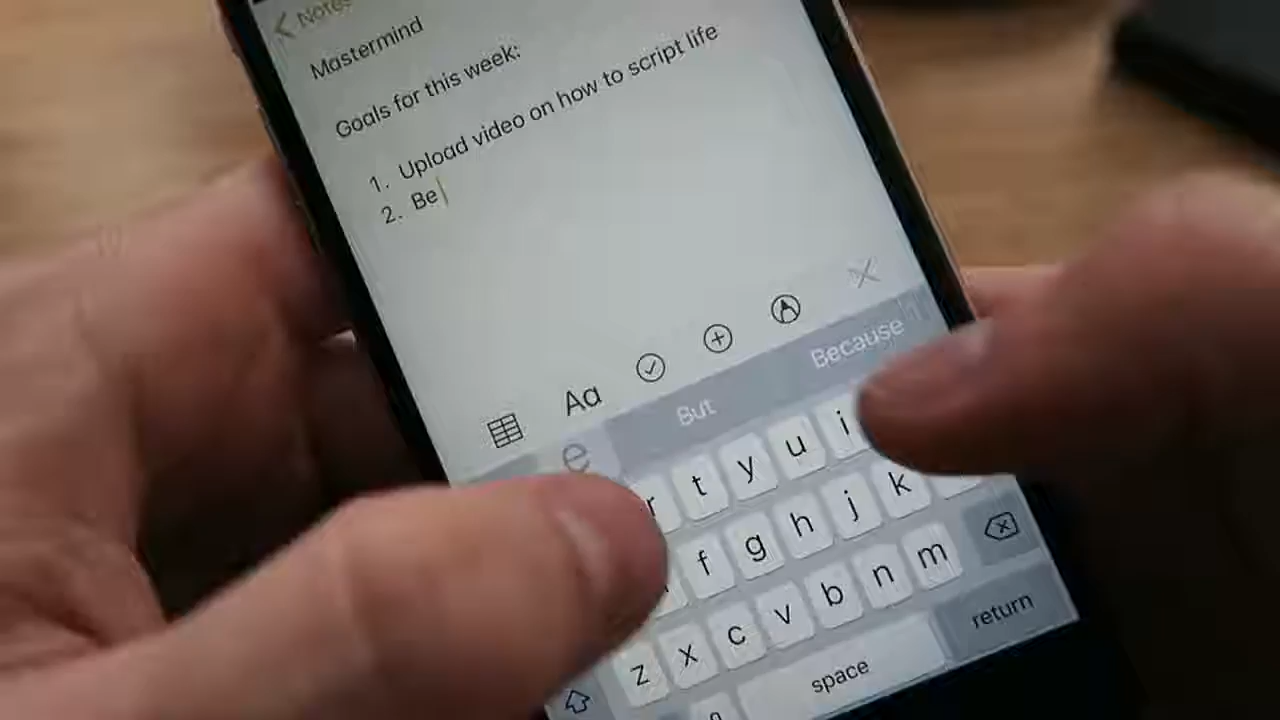 Notes
Mastermind
Goals for this week:
1. Upload video on how to script life
2. Be
Aa
But
Because
e
r t y u i
f g h j k
z x c v b n m
space
return